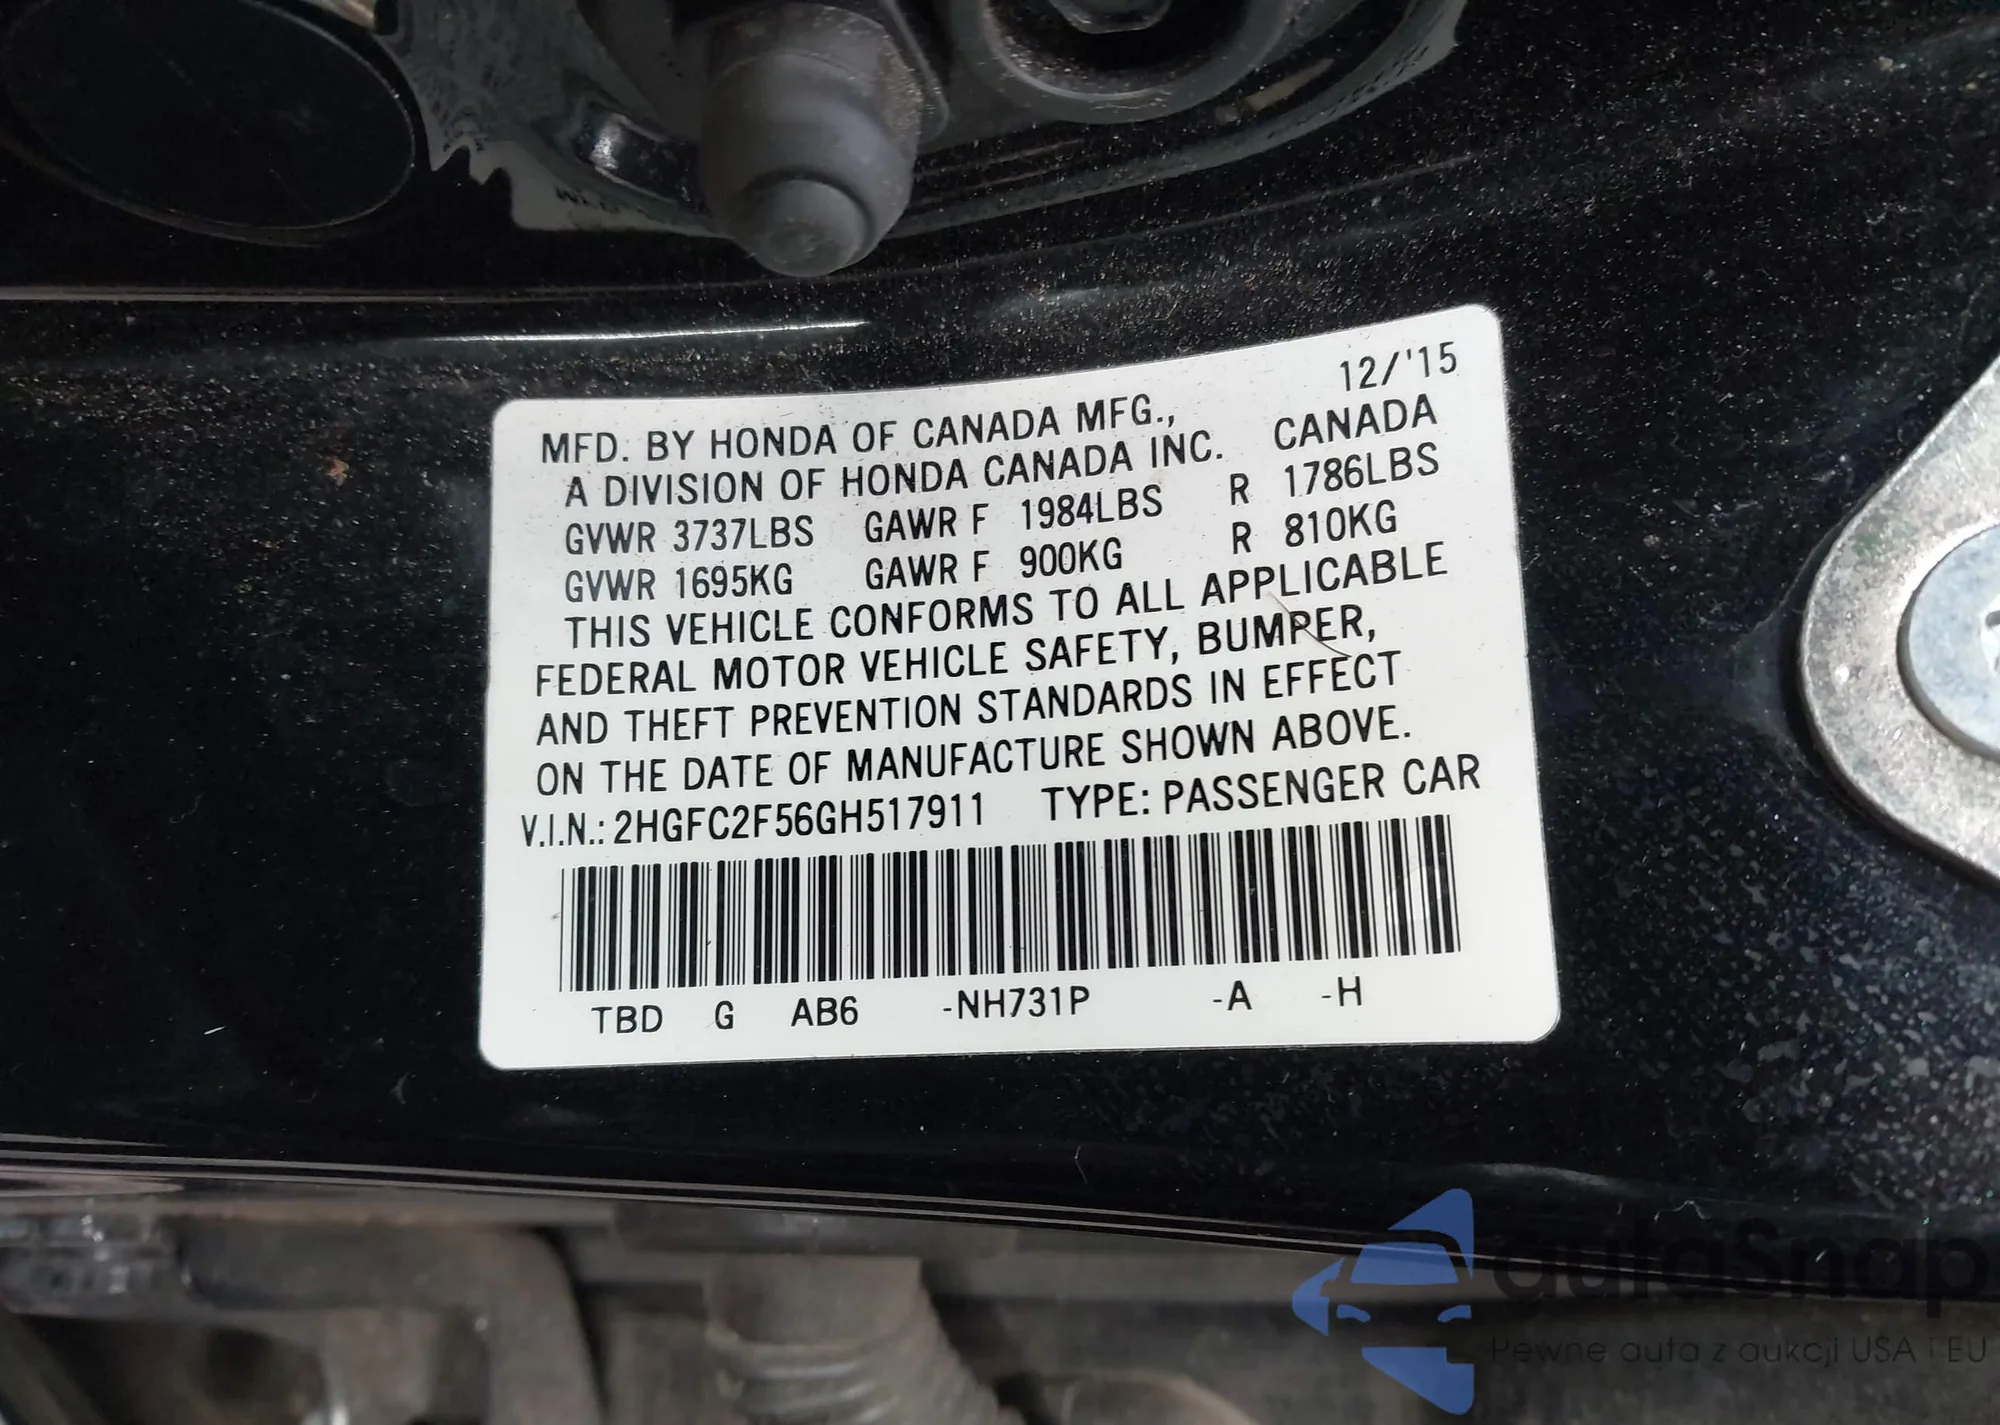 12/'15
MFD. BY HONDA OF CANADA MFG.,
A DIVISION OF HONDA CANADA INC. CANADA
GVWR 3737LBS GAWR F 1984LBS R 1786LBS
GVWR 1695KG GAWR F 900KG R 810KG
THIS VEHICLE CONFORMS TO ALL APPLICABLE
FEDERAL MOTOR VEHICLE SAFETY, BUMPER,
AND THEFT PREVENTION STANDARDS IN EFFECT
ON THE DATE OF MANUFACTURE SHOWN ABOVE.
V.I.N.: 2HGFC2F56GH517911 TYPE: PASSENGER CAR
TBD G AB6 -NH731P -A -H
autoSnap
Pewne auta z aukcji USA i EU